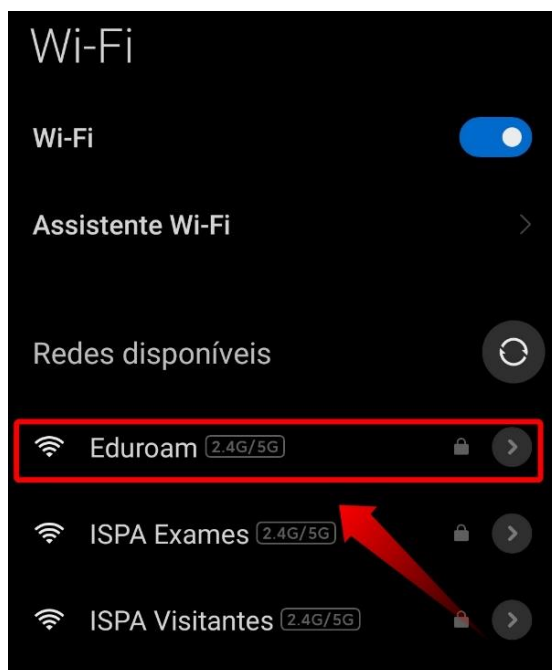 Wi-Fi
Wi-Fi
Assistente Wi-Fi
Redes disponíveis
Eduroam 2.4G/5G
ISPA Exames 2.4G/5G
ISPA Visitantes 2.4G/5G